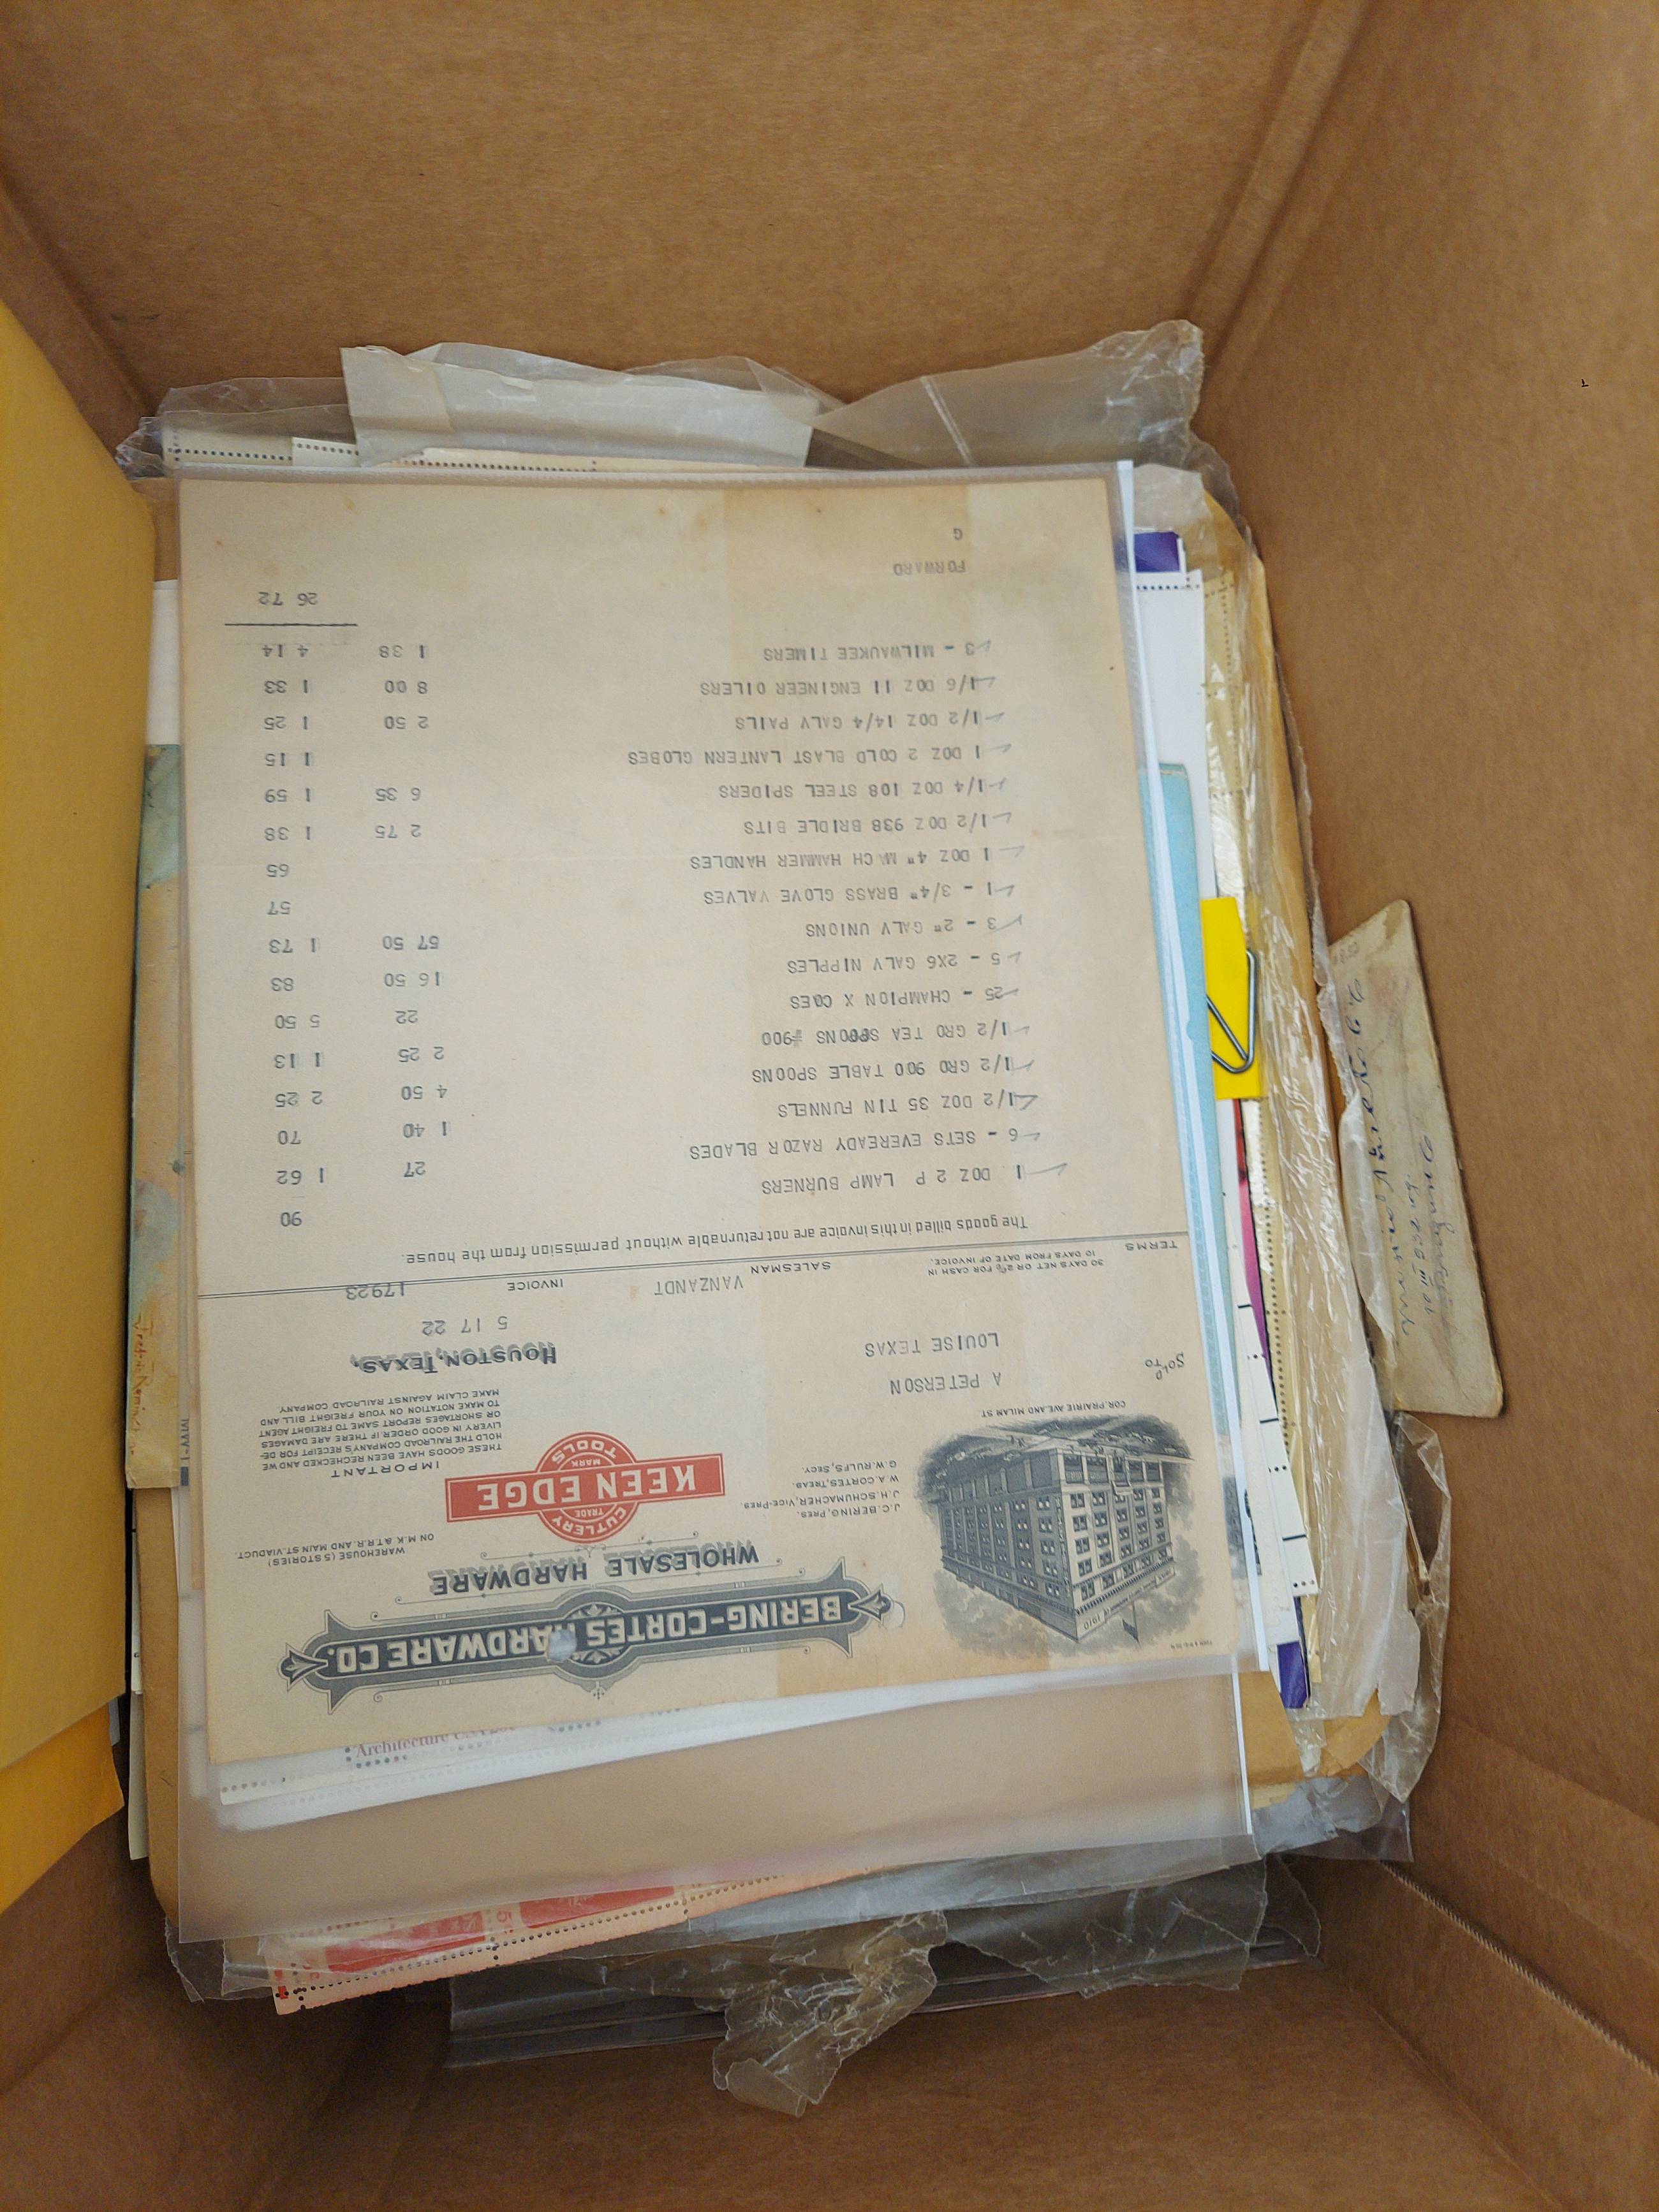 BERING-CORTES HARDWARE CO.
WHOLESALE HARDWARE
WAREHOUSE (5 STORIES)
ON M.K.&T.R.R. AND MAIN ST. VIADUCT.
1910
COR. PRAIRIE AVE. AND MILAM ST.
J.C. BERING, PRES.
J.H. SCHUMACHER, VICE-PRES.
W.A. CORTES, TREAS.
G.W. RULFS, SECY.
CUTLERY
TRADE
KEEN EDGE
MARK
TOOLS
IMPORTANT
THESE GOODS HAVE BEEN RECHECKED AND WE
HOLD THE RAILROAD COMPANY'S RECEIPT FOR DE-
LIVERY IN GOOD ORDER. IF THERE ARE DAMAGES
OR SHORTAGES REPORT SAME TO FREIGHT AGENT
TO MAKE NOTATION ON YOUR FREIGHT BILL AND
MAKE CLAIM AGAINST RAILROAD COMPANY.
SOLD TO
A PETERSON
LOUISE TEXAS
HOUSTON, TEXAS,
5 17 22
TERMS 30 DAYS NET OR 2% FOR CASH IN
10 DAYS FROM DATE OF INVOICE.
SALESMAN VANZANDT INVOICE 17923
The goods billed in this invoice are not returnable without permission from the house.
1 DOZ 2 P LAMP BURNERS 90
6 - SETS EVEREADY RAZOR BLADES 27 1 62
1/2 DOZ 35 TIN FUNNELS 1 40 70
1/2 GRO 900 TABLE SPOONS 4 50 2 25
1/2 GRO TEA SPOONS #900 2 25 1 13
25 - CHAMPION X COES 22 5 50
5 - 2X6 GALV NIPPLES 16 50 83
3 - 2" GALV UNIONS 57 50 1 73
1 - 3/4" BRASS GLOVE VALVES 57
1 DOZ 4" MACH HAMMER HANDLES 65
1/2 DOZ 938 BRIDLE BITS 2 75 1 38
1/4 DOZ 108 STEEL SPIDERS 6 35 1 59
1 DOZ 2 COLD BLAST LANTERN GLOBES 1 15
1/2 DOZ 14/4 GALV PAILS 2 50 1 25
1/6 DOZ 11 ENGINEER OILERS 8 00 1 33
3 - MILWAUKEE TIMERS 1 38 4 14
26 72
FORWARD
G
Architecture USA
5c